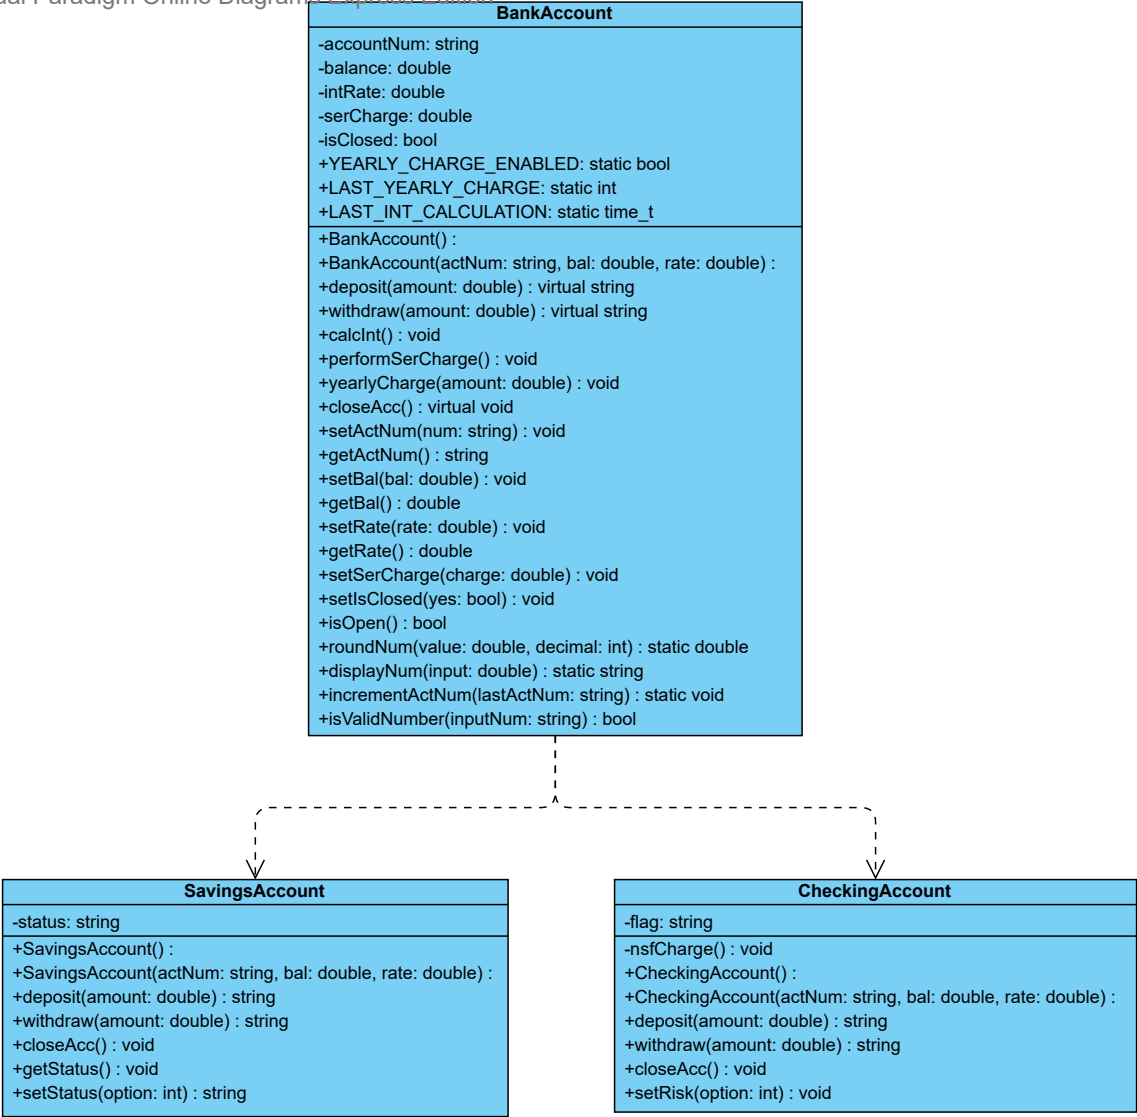 Paradigm Online Diagrams Express Edition
BankAccount
-accountNum: string
-balance: double
-intRate: double
-serCharge: double
-isClosed: bool
+YEARLY_CHARGE_ENABLED: static bool
+LAST_YEARLY_CHARGE: static int
+LAST_INT_CALCULATION: static time_t
+BankAccount() :
+BankAccount(actNum: string, bal: double, rate: double) :
+deposit(amount: double) : virtual string
+withdraw(amount: double) : virtual string
+calcInt() : void
+performSerCharge() : void
+yearlyCharge(amount: double) : void
+closeAcc() : virtual void
+setActNum(num: string) : void
+getActNum() : string
+setBal(bal: double) : void
+getBal() : double
+setRate(rate: double) : void
+getRate() : double
+setSerCharge(charge: double) : void
+setIsClosed(yes: bool) : void
+isOpen() : bool
+roundNum(value: double, decimal: int) : static double
+displayNum(input: double) : static string
+incrementActNum(lastActNum: string) : static void
+isValidNumber(inputNum: string) : bool
SavingsAccount
-status: string
+SavingsAccount() :
+SavingsAccount(actNum: string, bal: double, rate: double) :
+deposit(amount: double) : string
+withdraw(amount: double) : string
+closeAcc() : void
+getStatus() : void
+setStatus(option: int) : string
CheckingAccount
-flag: string
-nsfCharge() : void
+CheckingAccount() :
+CheckingAccount(actNum: string, bal: double, rate: double) :
+deposit(amount: double) : string
+withdraw(amount: double) : string
+closeAcc() : void
+setRisk(option: int) : void